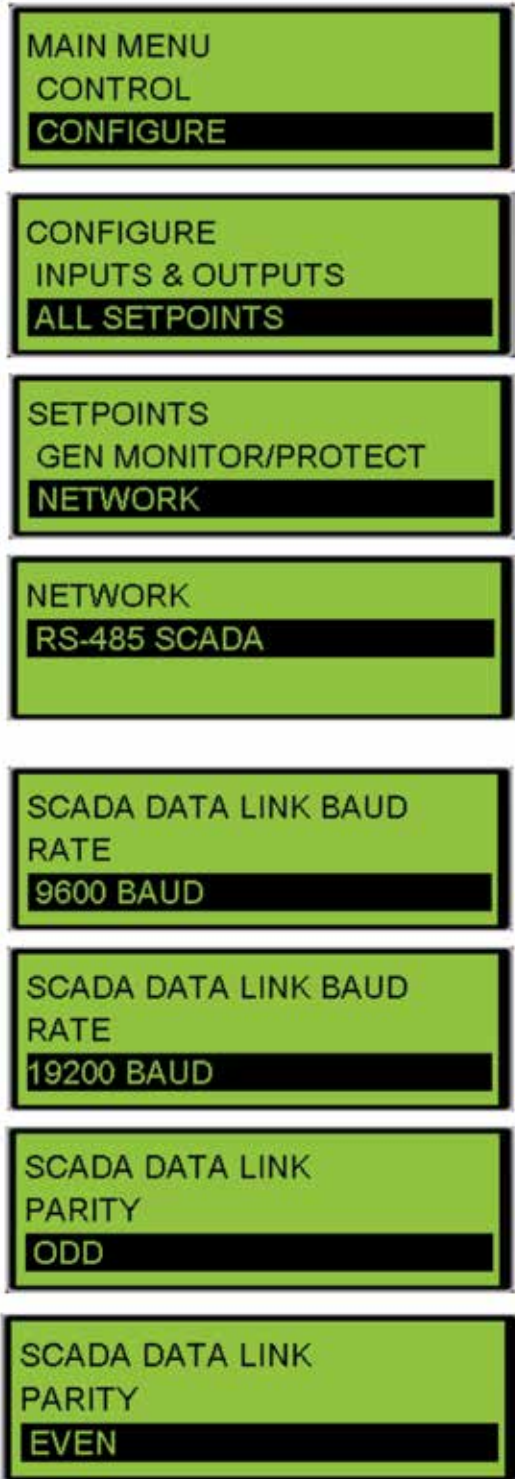 MAIN MENU
CONTROL
CONFIGURE
CONFIGURE
INPUTS & OUTPUTS
ALL SETPOINTS
SETPOINTS
GEN MONITOR/PROTECT
NETWORK
NETWORK
RS-485 SCADA
SCADA DATA LINK BAUD
RATE
9600 BAUD
SCADA DATA LINK BAUD
RATE
19200 BAUD
SCADA DATA LINK
PARITY
ODD
SCADA DATA LINK
PARITY
EVEN